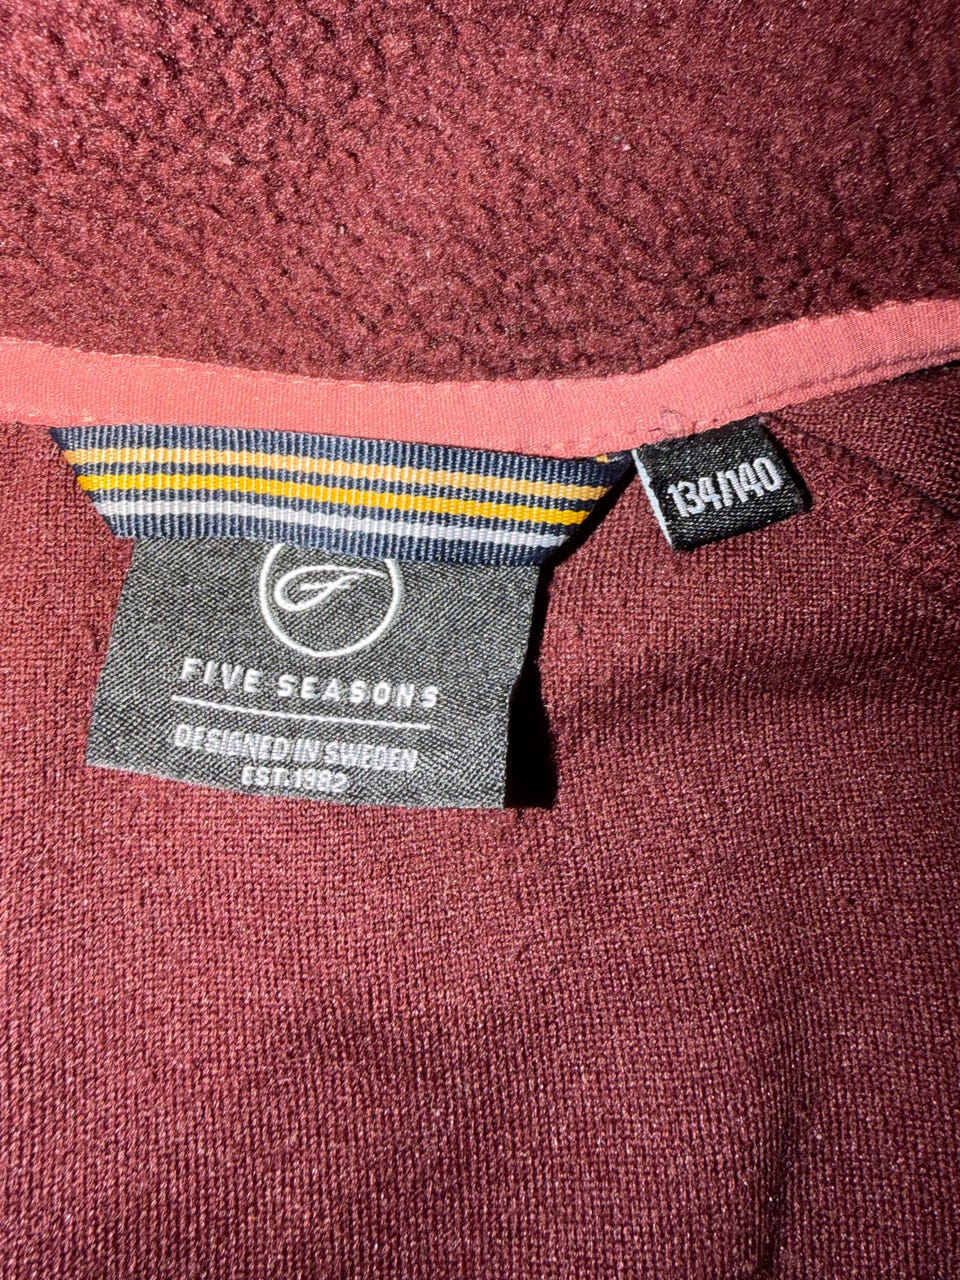 134/140
FIVE SEASONS
DESIGNED IN SWEDEN
EST. 1982